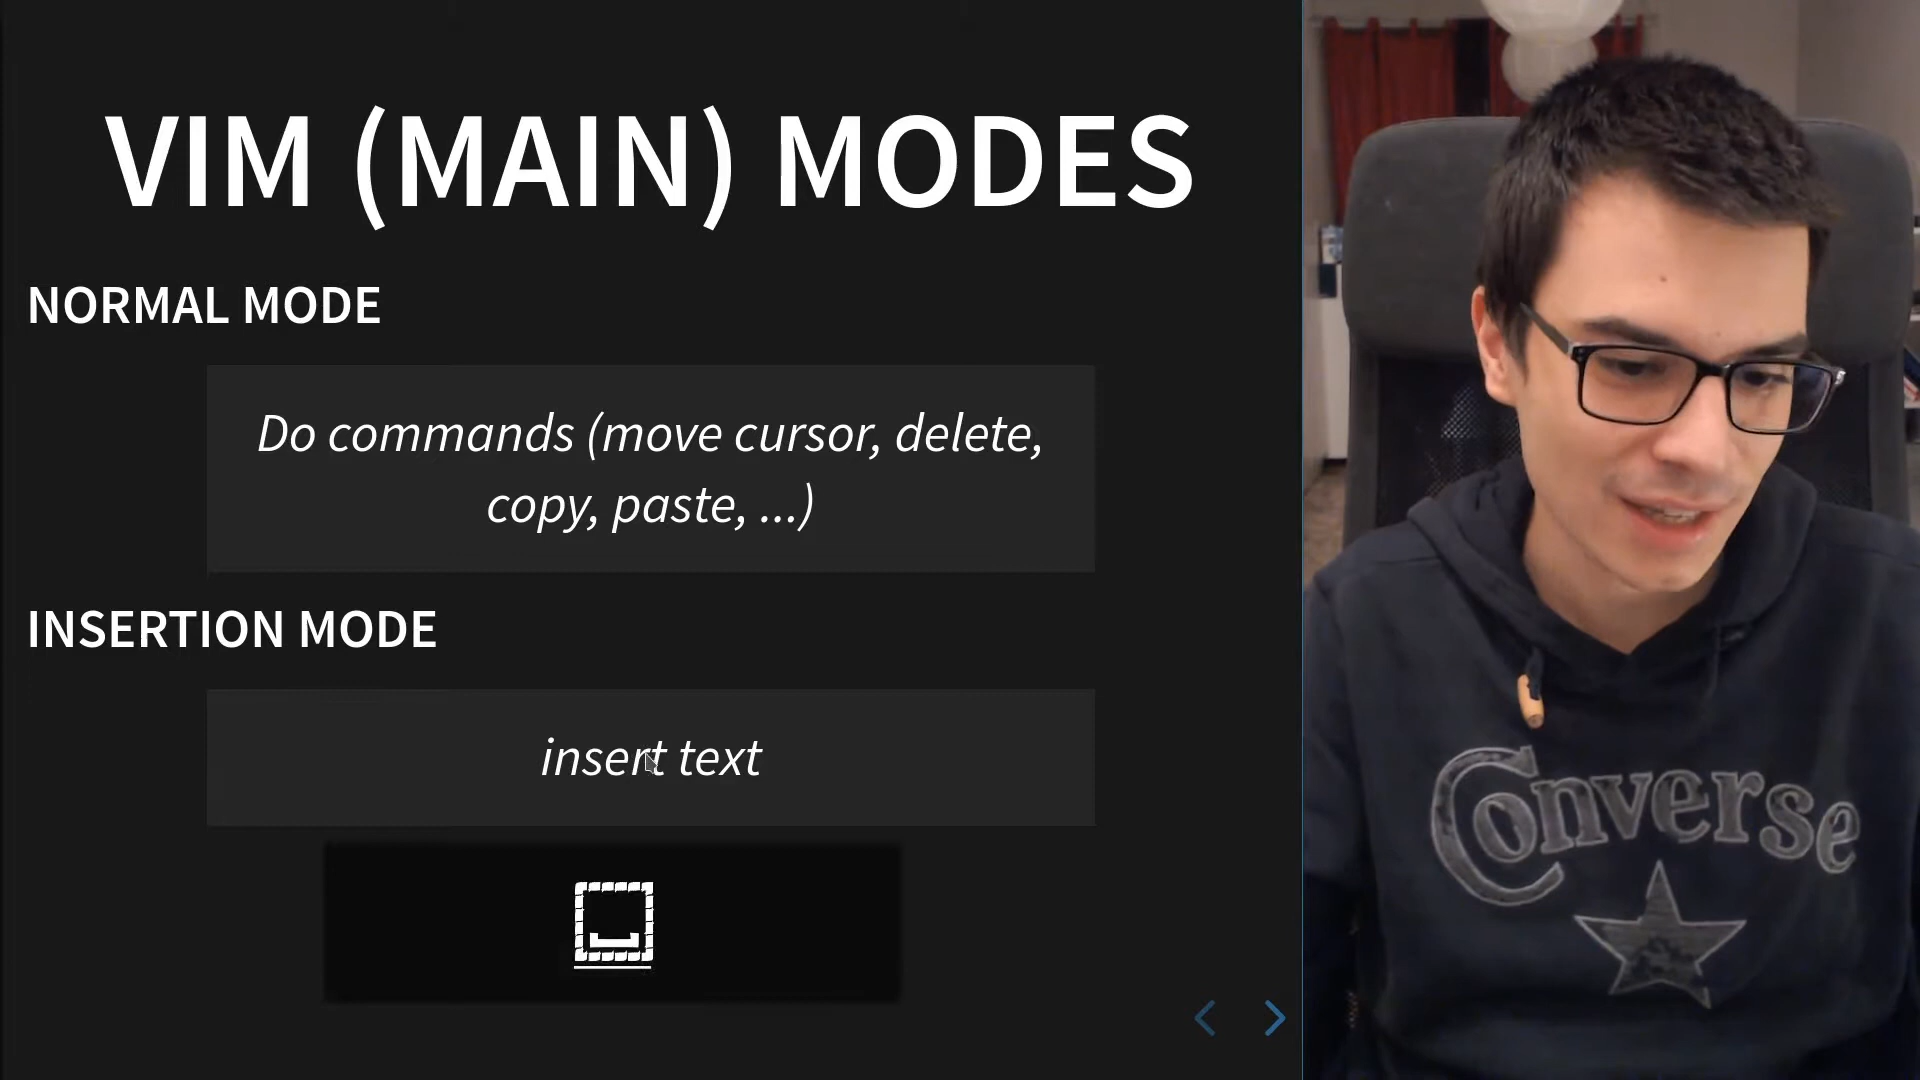 VIM (MAIN) MODES
NORMAL MODE
Do commands (move cursor, delete,
copy, paste, ...)
INSERTION MODE
insert text
Converse